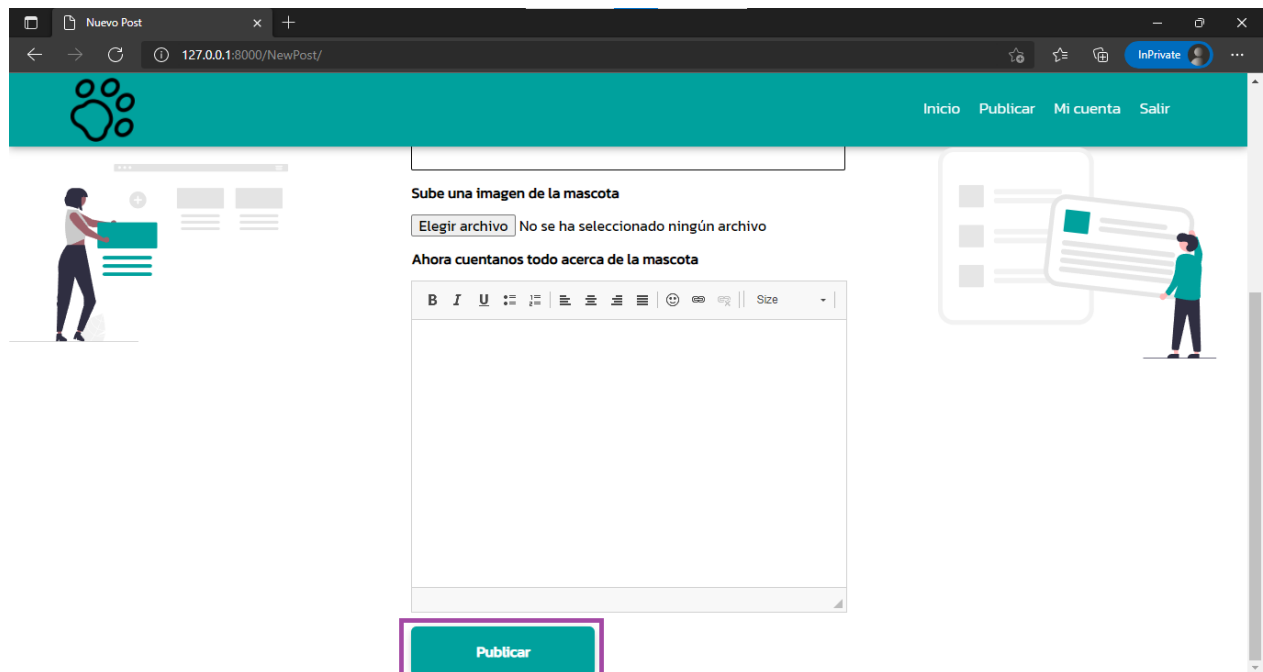 Nuevo Post
127.0.0.1:8000/NewPost/
InPrivate
Inicio Publicar Mi cuenta Salir
Sube una imagen de la mascota
Elegir archivo No se ha seleccionado ningún archivo
Ahora cuentanos todo acerca de la mascota
B I U Size
Publicar